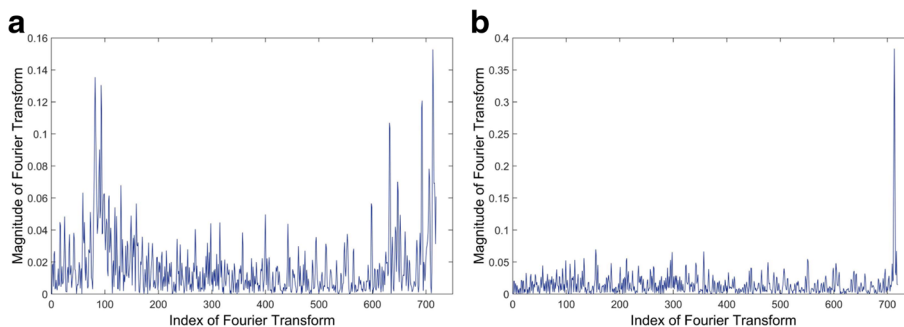 a
0.16
0.14
0.12
0.1
0.08
0.06
0.04
0.02
0
0 100 200 300 400 500 600 700
Magnitude of Fourier Transform
Index of Fourier Transform
b
0.4
0.35
0.3
0.25
0.2
0.15
0.1
0.05
0
0 100 200 300 400 500 600 700
Magnitude of Fourier Transform
Index of Fourier Transform